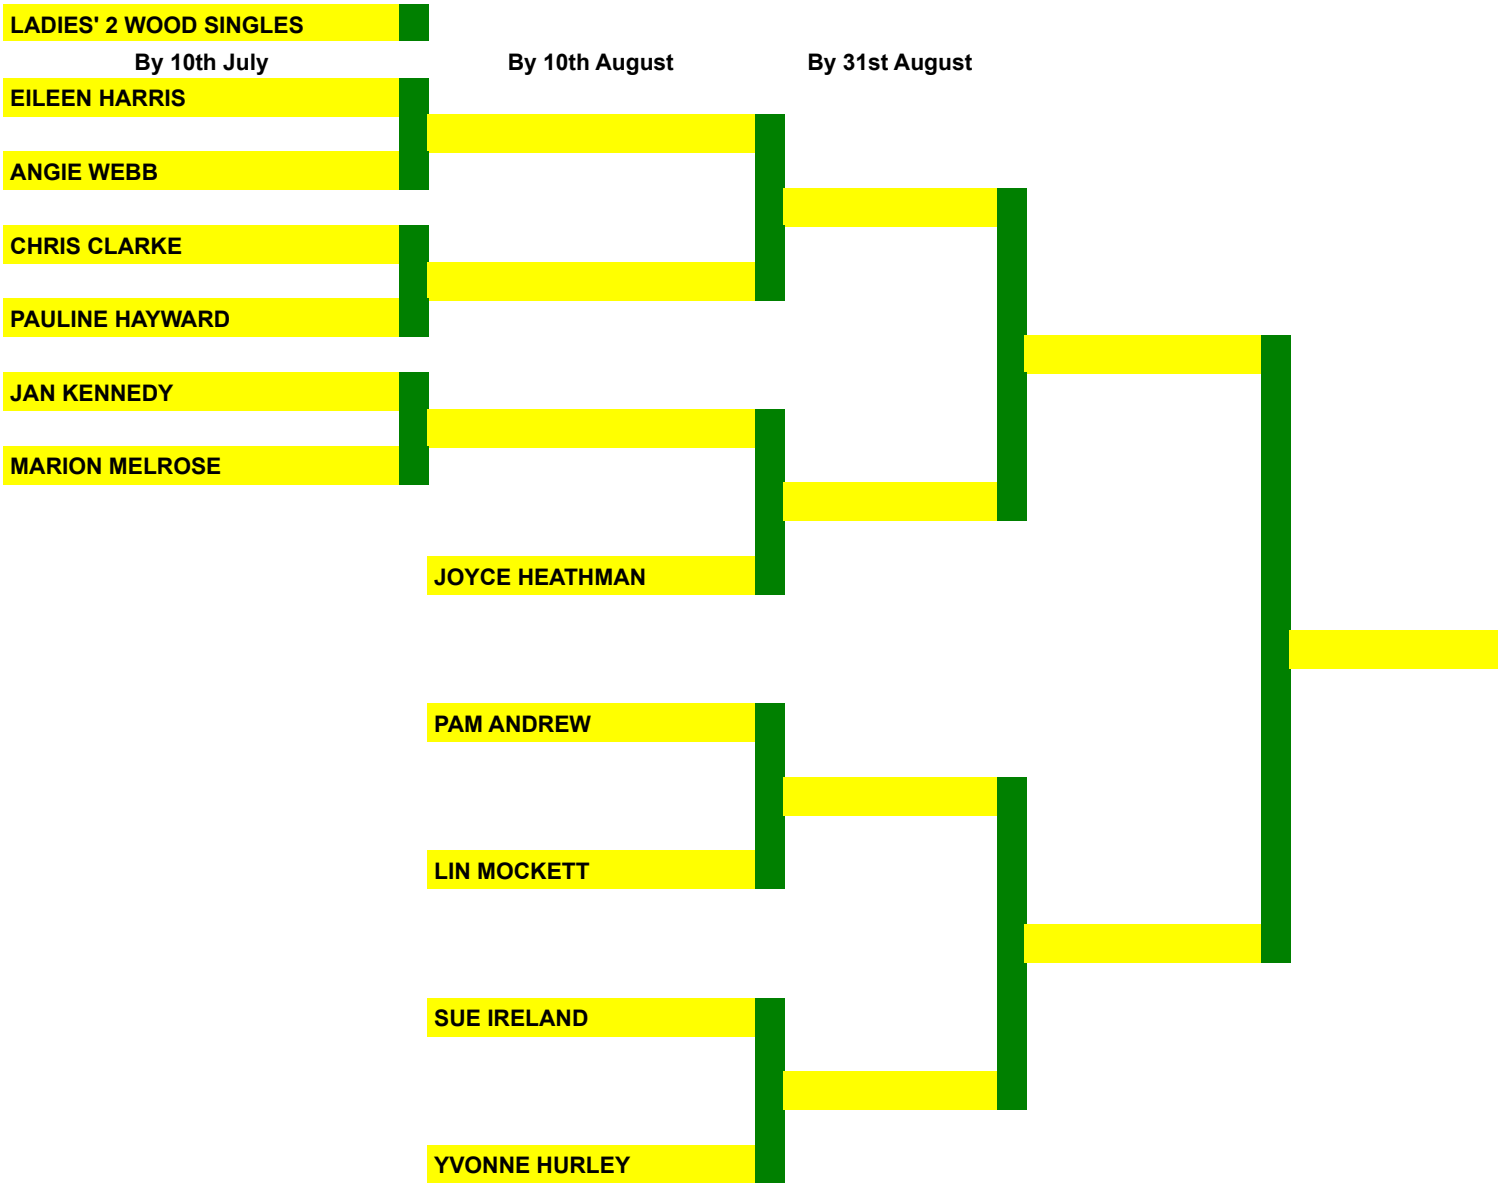 LADIES' 2 WOOD SINGLES
By 10th July By 10th August By 31st August
EILEEN HARRIS
ANGIE WEBB
CHRIS CLARKE
PAULINE HAYWARD
JAN KENNEDY
MARION MELROSE
JOYCE HEATHMAN
PAM ANDREW
LIN MOCKETT
SUE IRELAND
YVONNE HURLEY